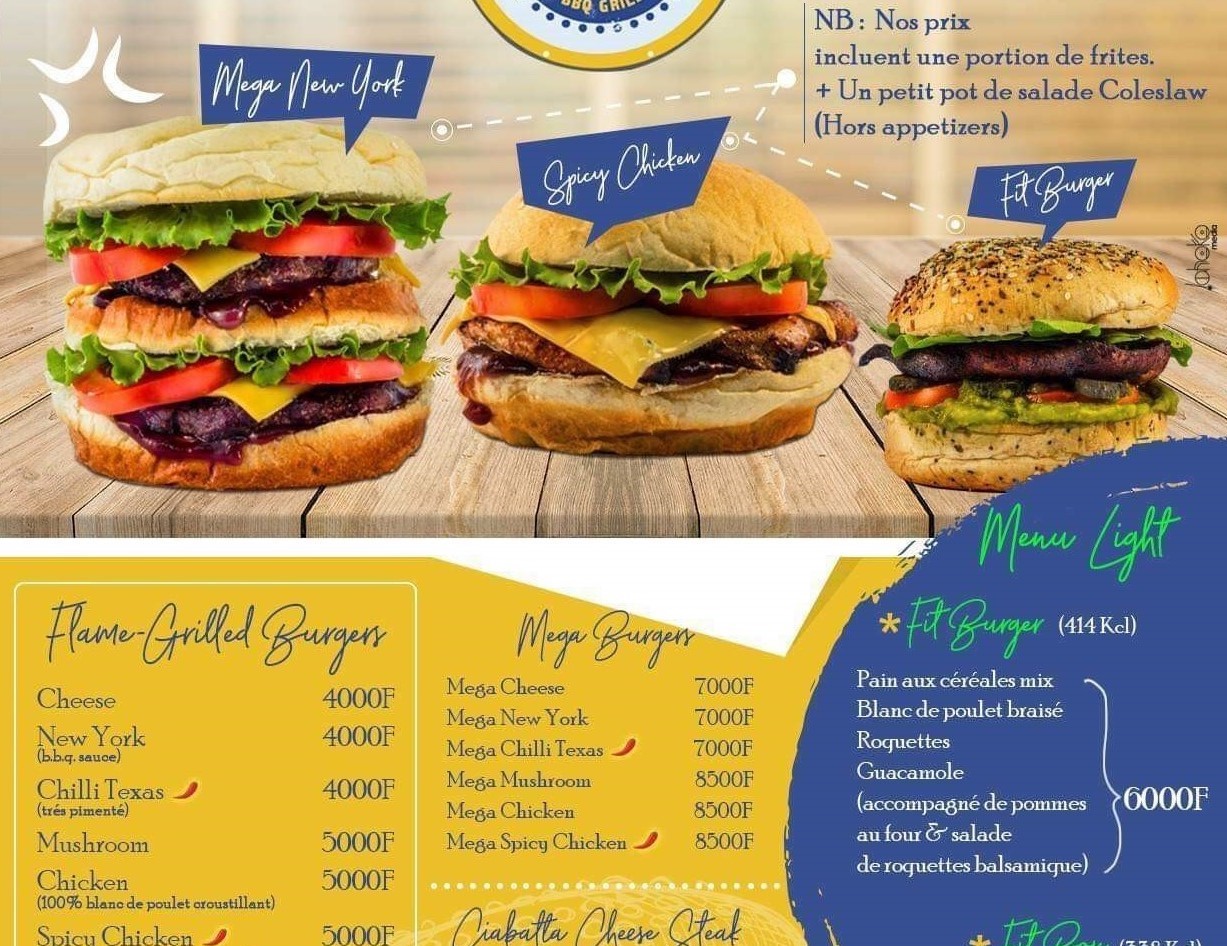 BBQ GRILL
NB : Nos prix
incluent une portion de frites.
+ Un petit pot de salade Coleslaw
(Hors appetizers)
Mega New York
Spicy Chicken
Fit Burger
media
Flame-Grilled Burgers
Cheese 4000F
New York 4000F
(b.b.q. sauce)
Chilli Texas 4000F
(trés pimenté)
Mushroom 5000F
Chicken 5000F
(100% blanc de poulet croustillant)
Spicy Chicken 5000F
Mega Burgers
Mega Cheese 7000F
Mega New York 7000F
Mega Chilli Texas 7000F
Mega Mushroom 8500F
Mega Chicken 8500F
Mega Spicy Chicken 8500F
Ciabatta Cheese Steak
Menu Light
* Fit Burger (414 Kcl)
Pain aux céréales mix
Blanc de poulet braisé
Roquettes
Guacamole
(accompagné de pommes
au four & salade
de roquettes balsamique)
6000F